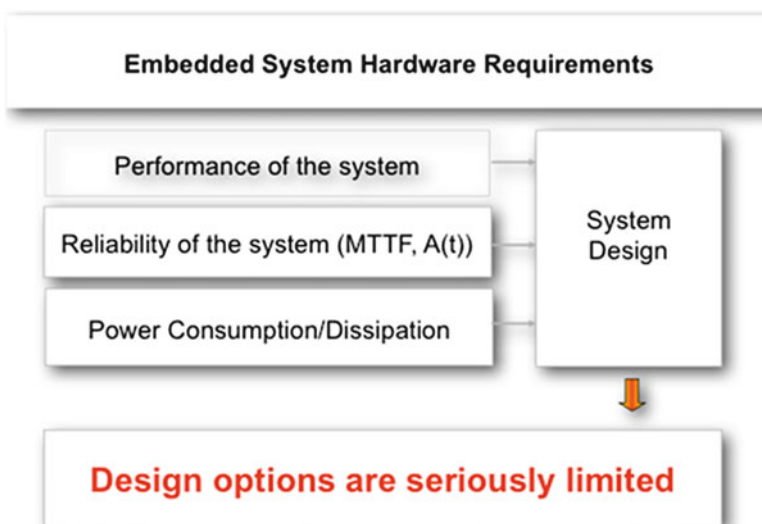 Embedded System Hardware Requirements
Performance of the system
Reliability of the system (MTTF, A(t))
Power Consumption/Dissipation
System
Design
Design options are seriously limited